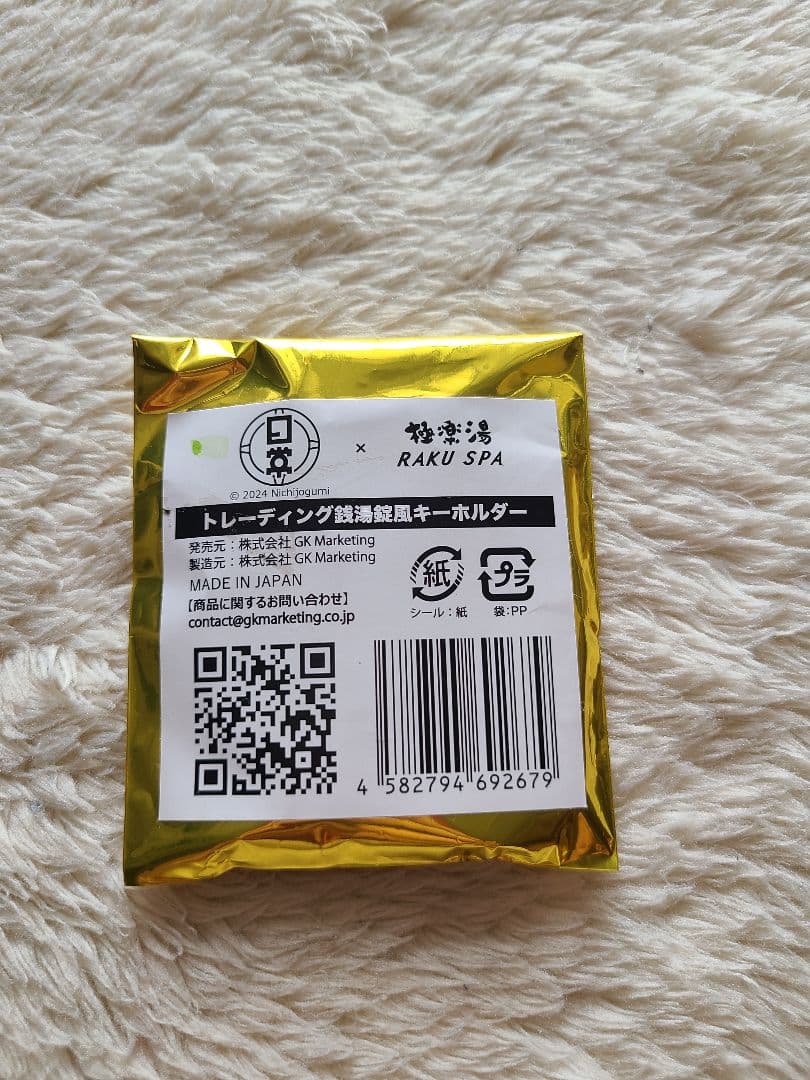 日常
×
極楽湯
RAKU SPA
© 2024 Nichijogumi
トレーディング銭湯錠風キーホルダー
発売元：株式会社 GK Marketing
製造元：株式会社 GK Marketing
MADE IN JAPAN
【商品に関するお問い合わせ】
contact@gkmarketing.co.jp
紙
シール：紙
プラ
袋：PP
4 582794 692679